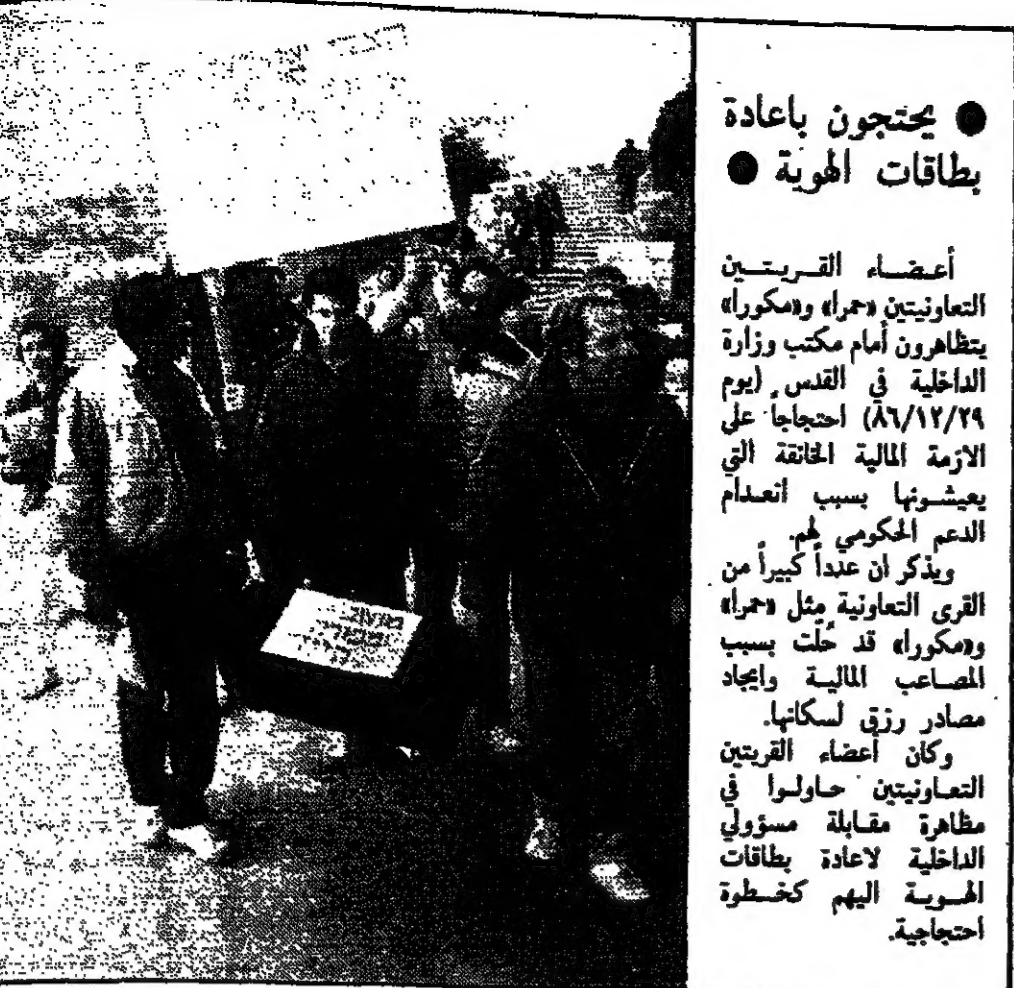 ● يحتجون باعادة
بطاقات الهوية ●
أعضاء القريتين
التعاونيتين «حمرا» و«مكورا»
يتظاهرون أمام مكتب وزارة
الداخلية في القدس (يوم
٨٦/١٢/٢٩) احتجاجاً على
الازمة المالية الخانقة التي
يعيشونها بسبب انعدام
الدعم الحكومي لهم.
ويذكر ان عدداً كبيراً من
القرى التعاونية مثل «حمرا»
و«مكورا» قد حُلت بسبب
المصاعب المالية وايجاد
مصادر رزق لسكانها.
وكان أعضاء القريتين
التعاونيتين حاولوا في
مظاهرة مقابلة مسؤولي
الداخلية لاعادة بطاقات
الهوية اليهم كخطوة
احتجاجية.